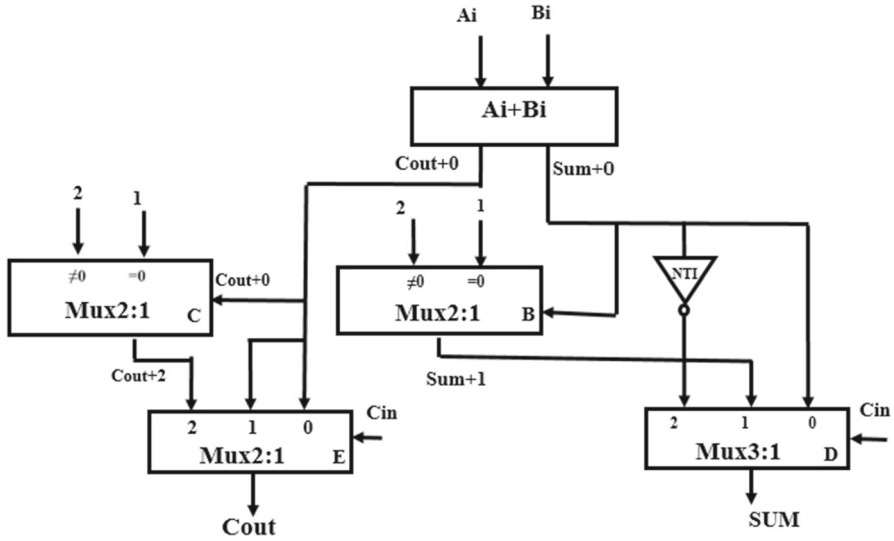 Ai Bi
Ai+Bi
Cout+0 Sum+0
2 1
2 1
≠0 =0
Mux2:1 C
Cout+0
≠0 =0
Mux2:1 B
NTI
Cout+2
Sum+1
2 1 0
Mux2:1 E
Cin
2 1 0
Mux3:1 D
Cin
Cout
SUM